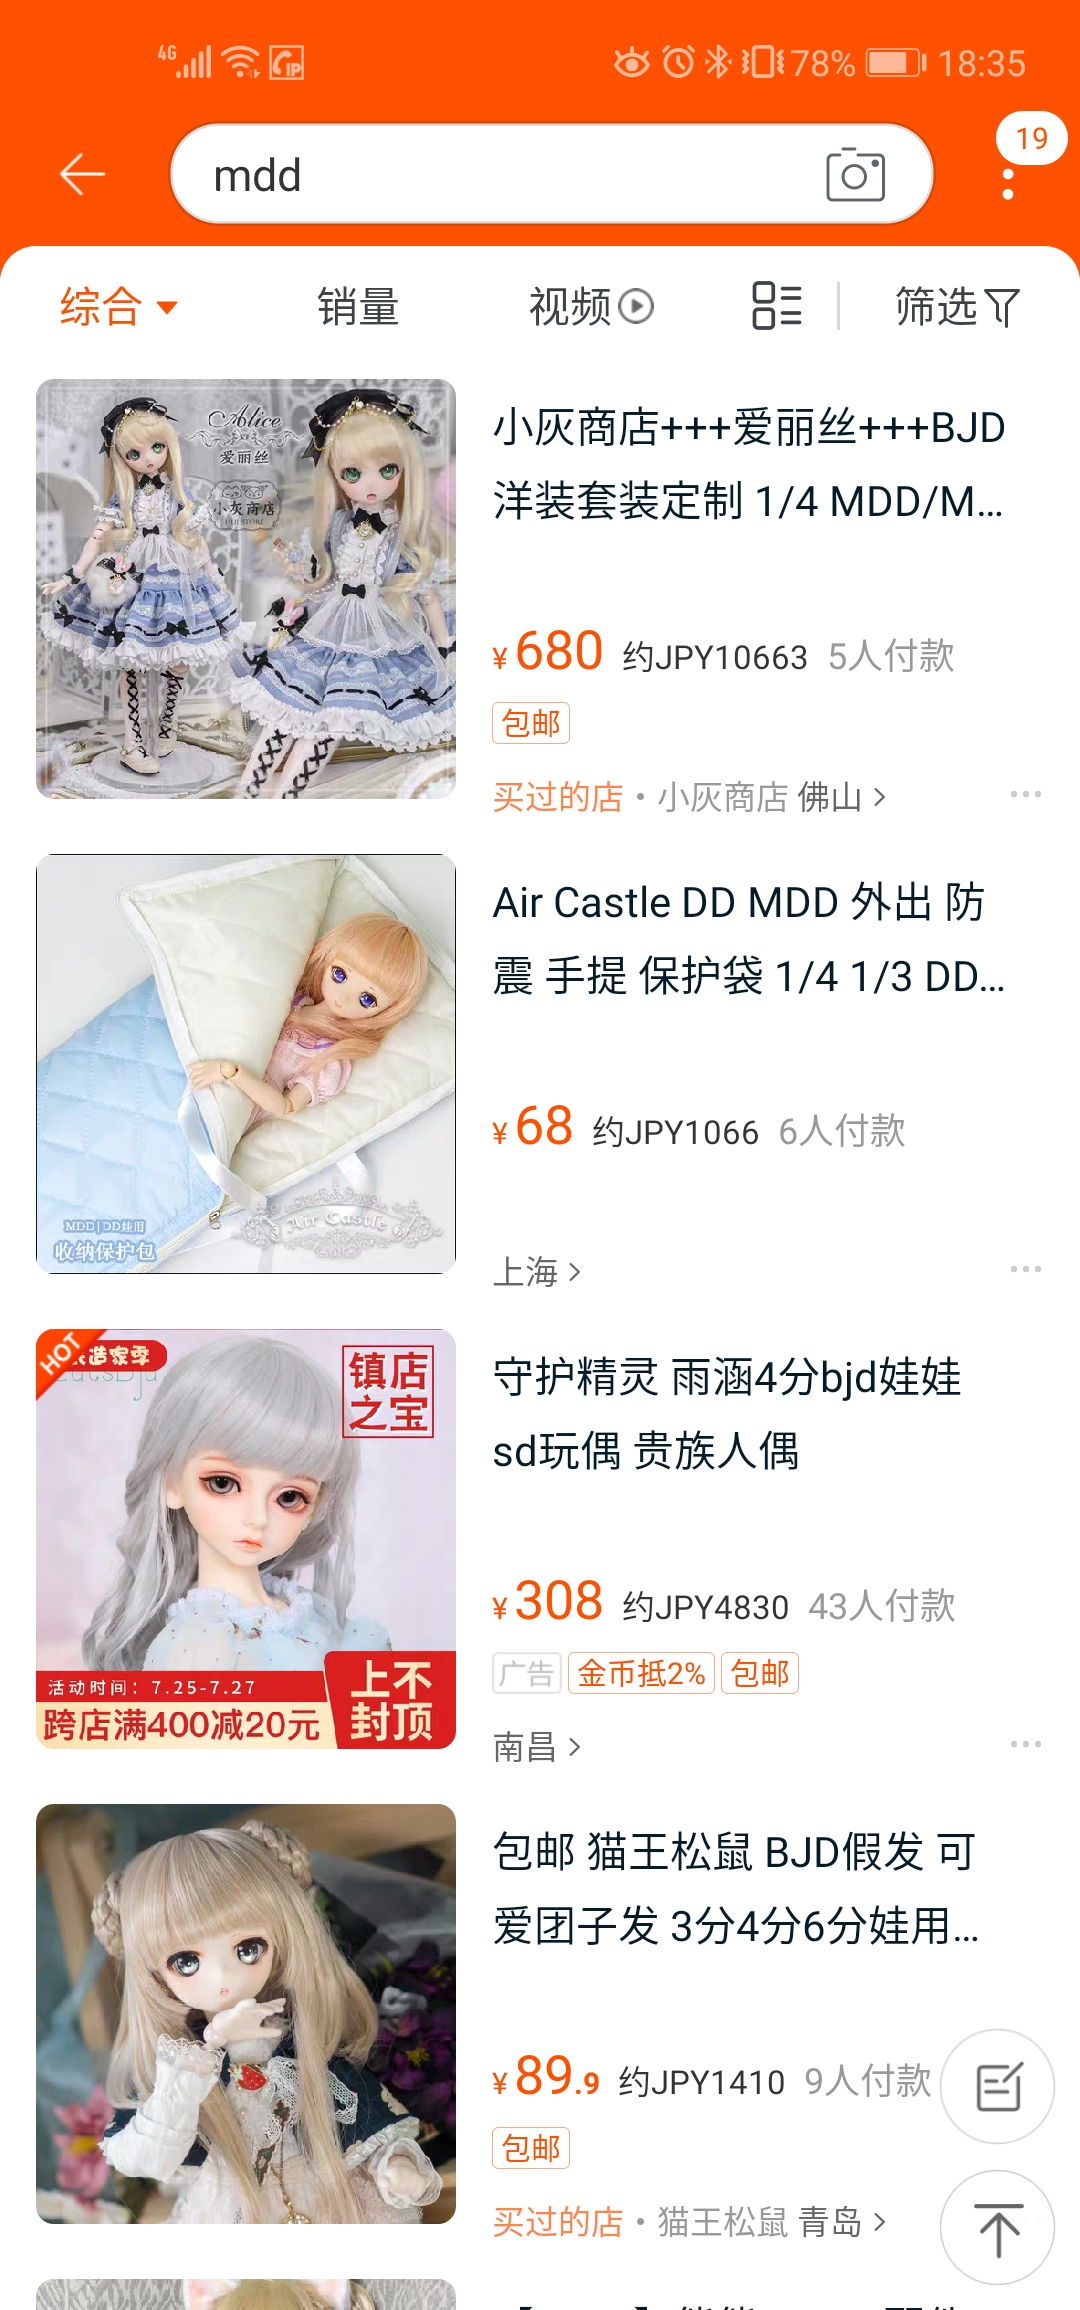 4G
78%
18:35
mdd
19
综合
销量
视频
筛选
Alice
爱丽丝
小灰商店
HUI STORE
小灰商店+++爱丽丝+++BJD
洋装套装定制 1/4 MDD/M...
¥680 约JPY10663 5人付款
包邮
买过的店 · 小灰商店 佛山 >
MDD|DD娃用
收纳保护包
Air Castle
Air Castle DD MDD 外出 防
震 手提 保护袋 1/4 1/3 DD...
¥68 约JPY1066 6人付款
上海 >
HOT
造家季
镇店
之宝
活动时间：7.25-7.27
跨店满400减20元
上不
封顶
守护精灵 雨涵4分bjd娃娃
sd玩偶 贵族人偶
¥308 约JPY4830 43人付款
广告 金币抵2% 包邮
南昌 >
包邮 猫王松鼠 BJD假发 可
爱团子发 3分4分6分娃用...
¥89.9 约JPY1410 9人付款
包邮
买过的店 · 猫王松鼠 青岛 >